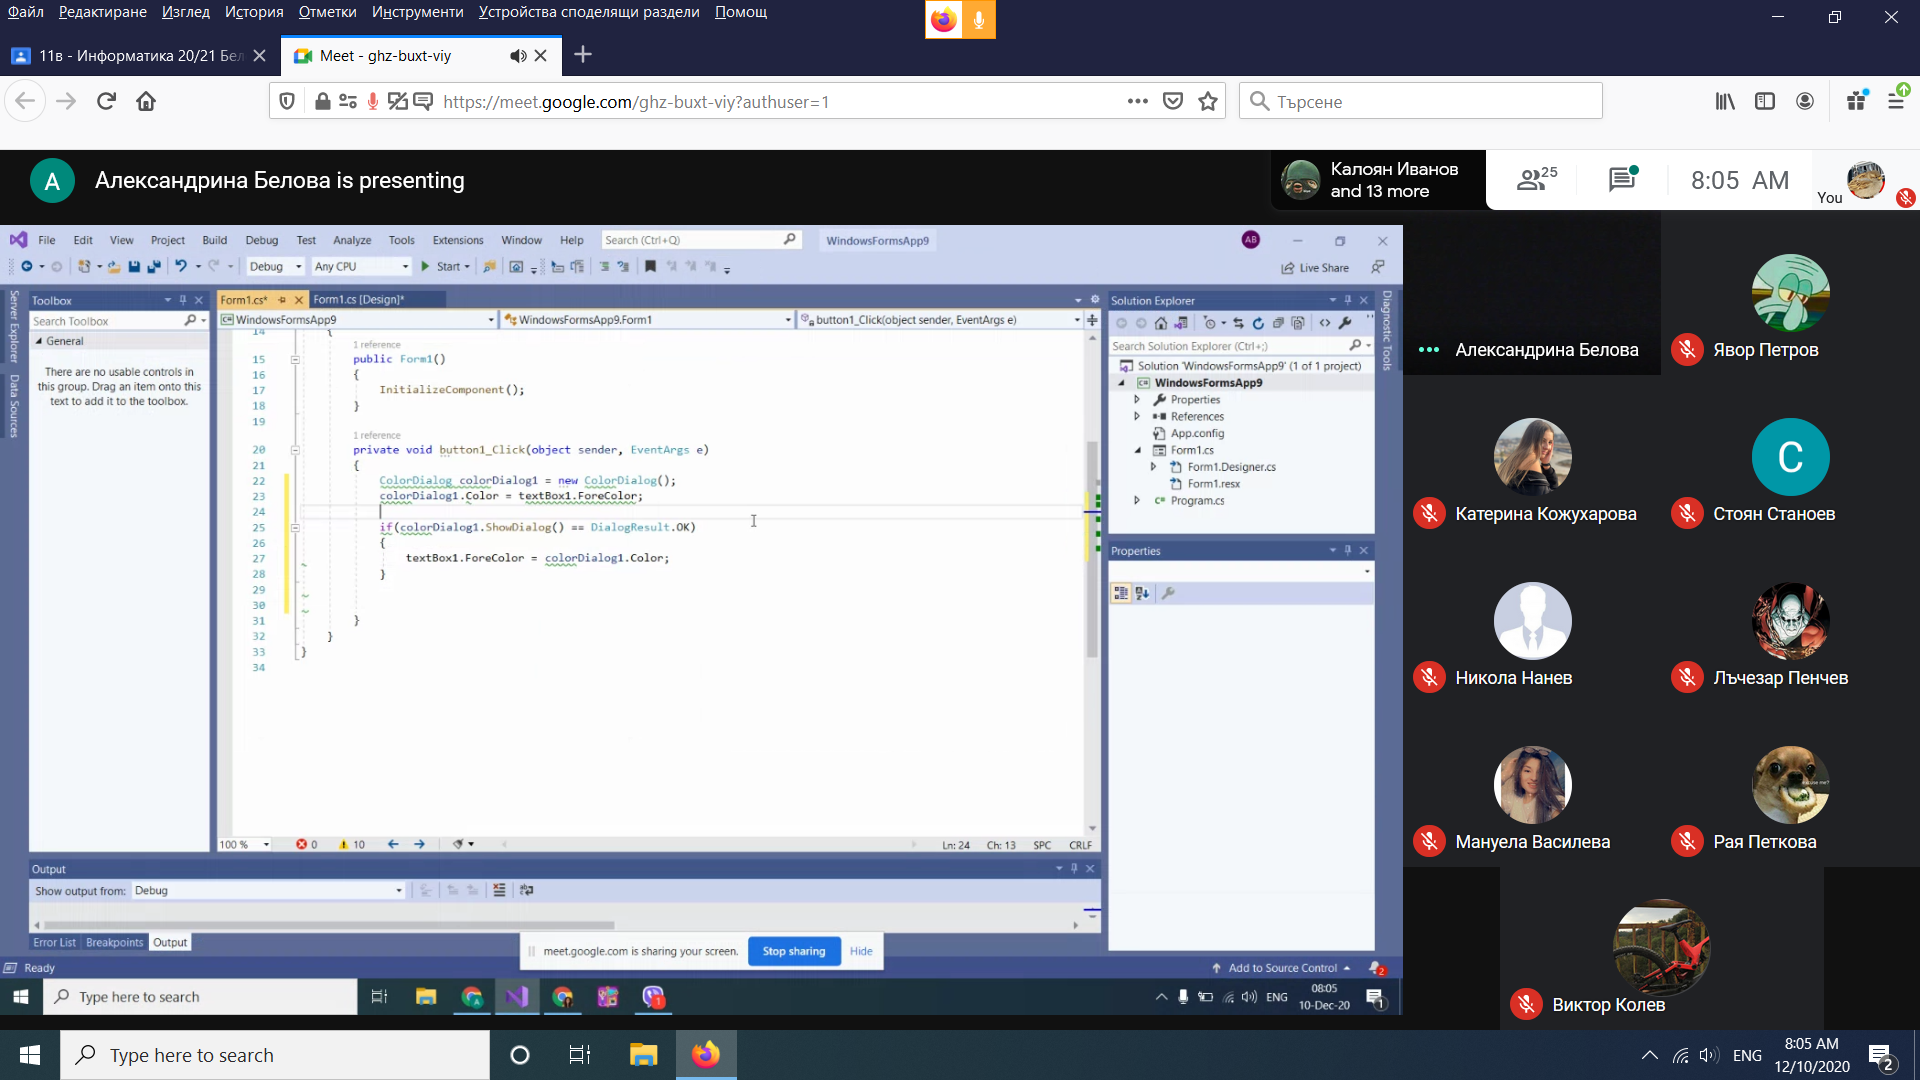 Файл Редактиране Изглед История Отметки Инструменти Устройства споделящи раздели Помощ
11в - Информатика 20/21 Бел
Meet - ghz-buxt-viy
https://meet.google.com/ghz-buxt-viy?authuser=1
Търсене
A Александрина Белова is presenting
Калоян Иванов
and 13 more
25
8:05 AM
You
File Edit View Project Build Debug Test Analyze Tools Extensions Window Help
Search (Ctrl+Q)
WindowsFormsApp9
AB
Debug
Any CPU
Start
Live Share
Server Explorer
Data Sources
Toolbox
Search Toolbox
General
There are no usable controls in
this group. Drag an item onto this
text to add it to the toolbox.
Form1.cs*
Form1.cs [Design]*
WindowsFormsApp9
WindowsFormsApp9.Form1
button1_Click(object sender, EventArgs e)
14 {
1 reference
15 public Form1()
16 {
17 InitializeComponent();
18 }
19
1 reference
20 private void button1_Click(object sender, EventArgs e)
21 {
22 ColorDialog colorDialog1 = new ColorDialog();
23 colorDialog1.Color = textBox1.ForeColor;
24
25 if(colorDialog1.ShowDialog() == DialogResult.OK)
26 {
27 textBox1.ForeColor = colorDialog1.Color;
28 }
29
30
31 }
32 }
33 }
34
100 %
0
10
Ln: 24 Ch: 13 SPC CRLF
Solution Explorer
Search Solution Explorer (Ctrl+;)
Solution 'WindowsFormsApp9' (1 of 1 project)
WindowsFormsApp9
Properties
References
App.config
Form1.cs
Form1.Designer.cs
Form1.resx
Program.cs
Diagnostic Tools
Properties
Output
Show output from: Debug
Error List Breakpoints Output
meet.google.com is sharing your screen. Stop sharing Hide
Ready
Add to Source Control
2
Type here to search
ENG
08:05
10-Dec-20
1
Александрина Белова
Явор Петров
Катерина Кожухарова
C
Стоян Станоев
Никола Нанев
Лъчезар Пенчев
Мануела Василева
Рая Петкова
Виктор Колев
Type here to search
ENG
8:05 AM
12/10/2020
2